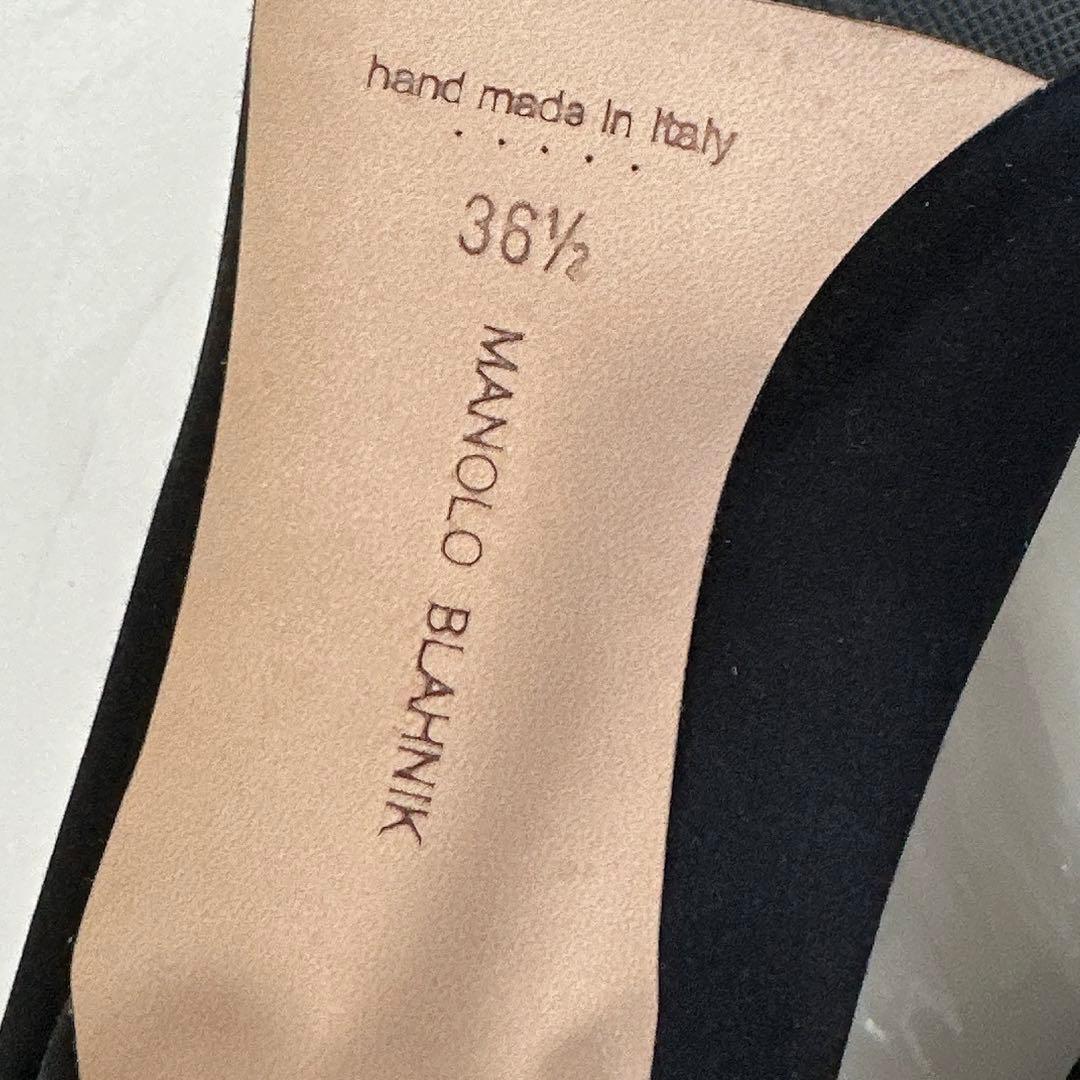 hand made in Italy
36½
MANOLO BLAHNIK